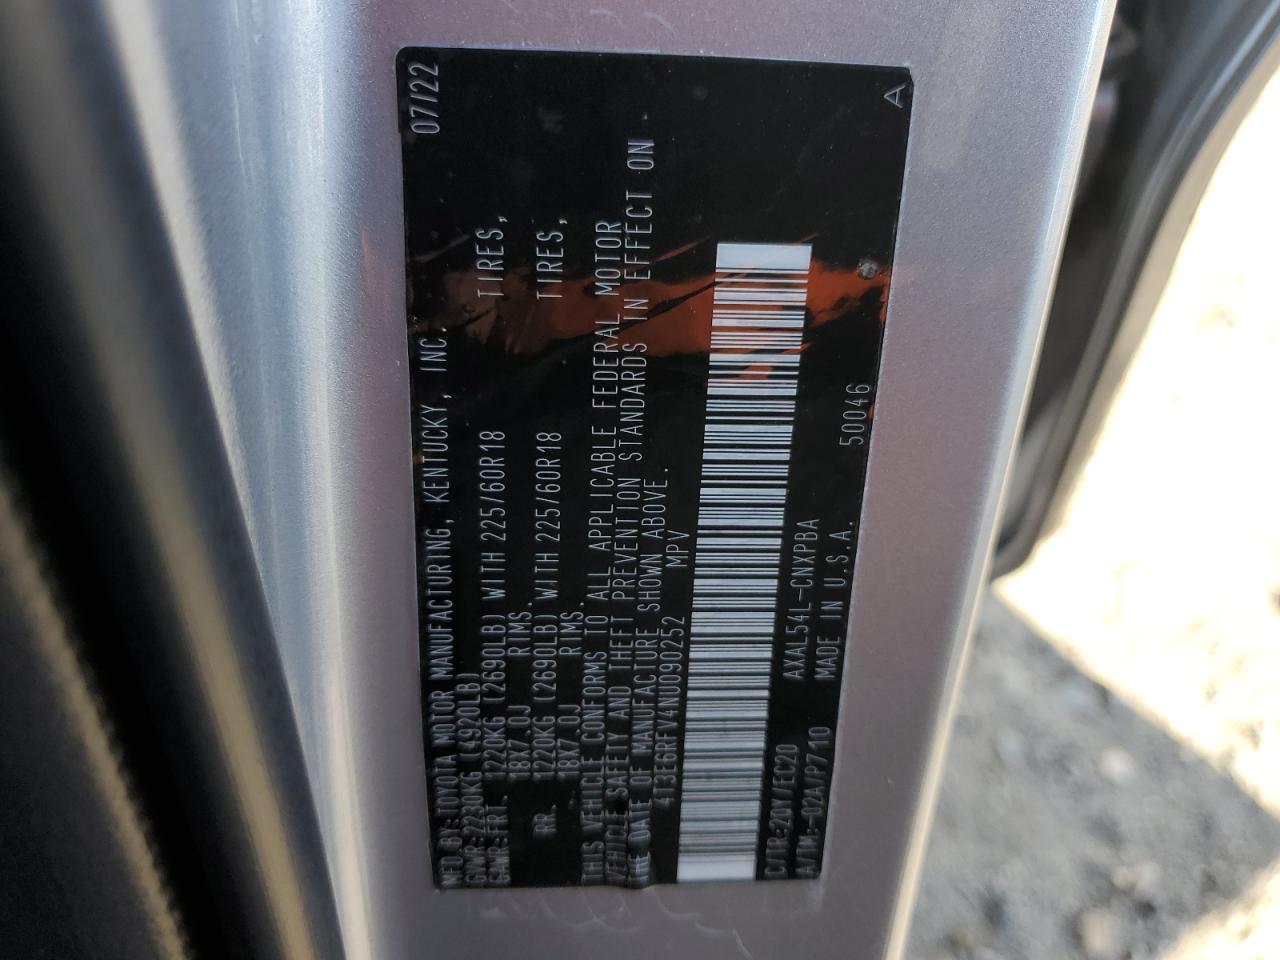 MFD. BY: TOYOTA MOTOR MANUFACTURING, KENTUCKY, INC. 07/22
GVWR: 2230KG (4920LB)
GAWR: FRT. 1220KG (2690LB) WITH 225/60R18 TIRES,
18X7.0J RIMS.
RR. 1220KG (2690LB) WITH 225/60R18 TIRES,
18X7.0J RIMS.
THIS VEHICLE CONFORMS TO ALL APPLICABLE FEDERAL MOTOR
VEHICLE SAFETY AND THEFT PREVENTION STANDARDS IN EFFECT ON
THE DATE OF MANUFACTURE SHOWN ABOVE.
4T3E6RFV4NU090252 MPV
C/TR: 2QY/EC20 AXAL54L-CNXPBA
A/TM: -02A/P710 MADE IN U.S.A. 50046 A